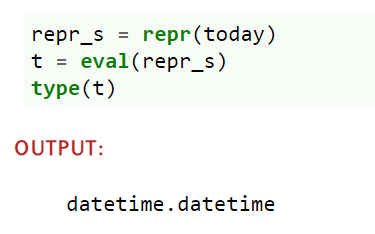 repr_s = repr(today)
t = eval(repr_s)
type(t)
OUTPUT:
datetime.datetime